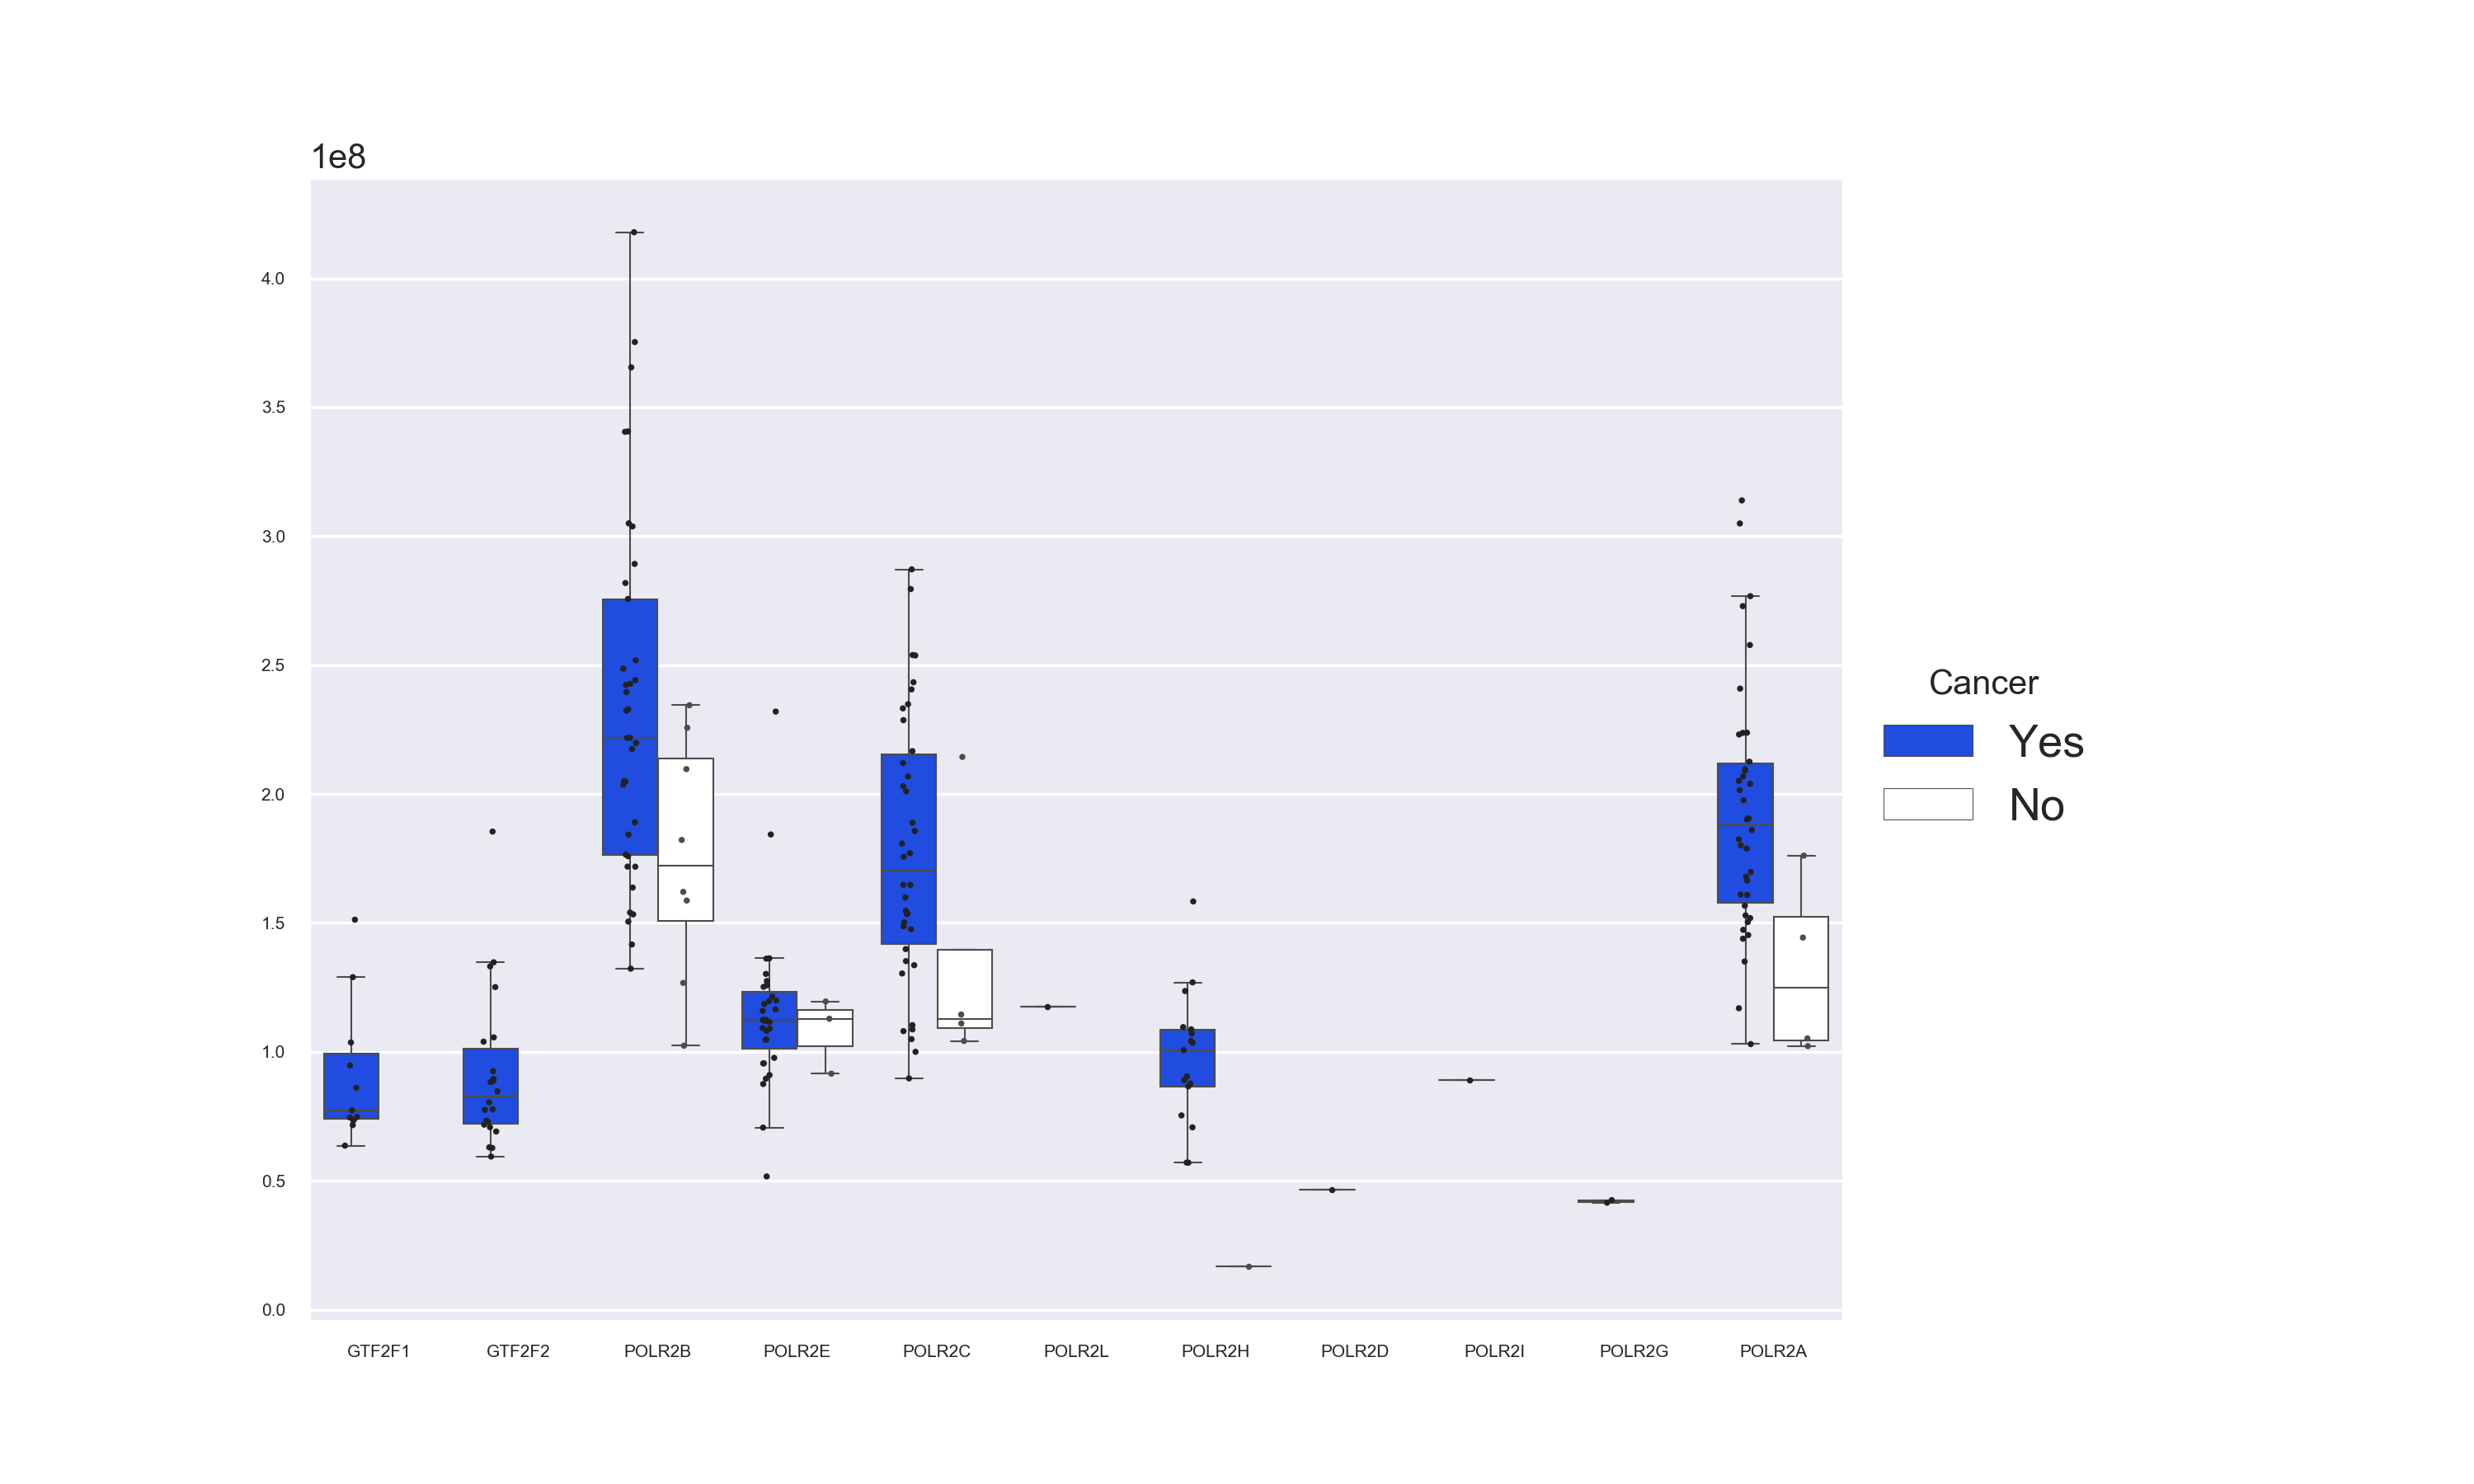 1e8
4.0
3.5
3.0
2.5
2.0
1.5
1.0
0.5
0.0
GTF2F1 GTF2F2 POLR2B POLR2E POLR2C POLR2L POLR2H POLR2D POLR2I POLR2G POLR2A
Cancer
Yes
No